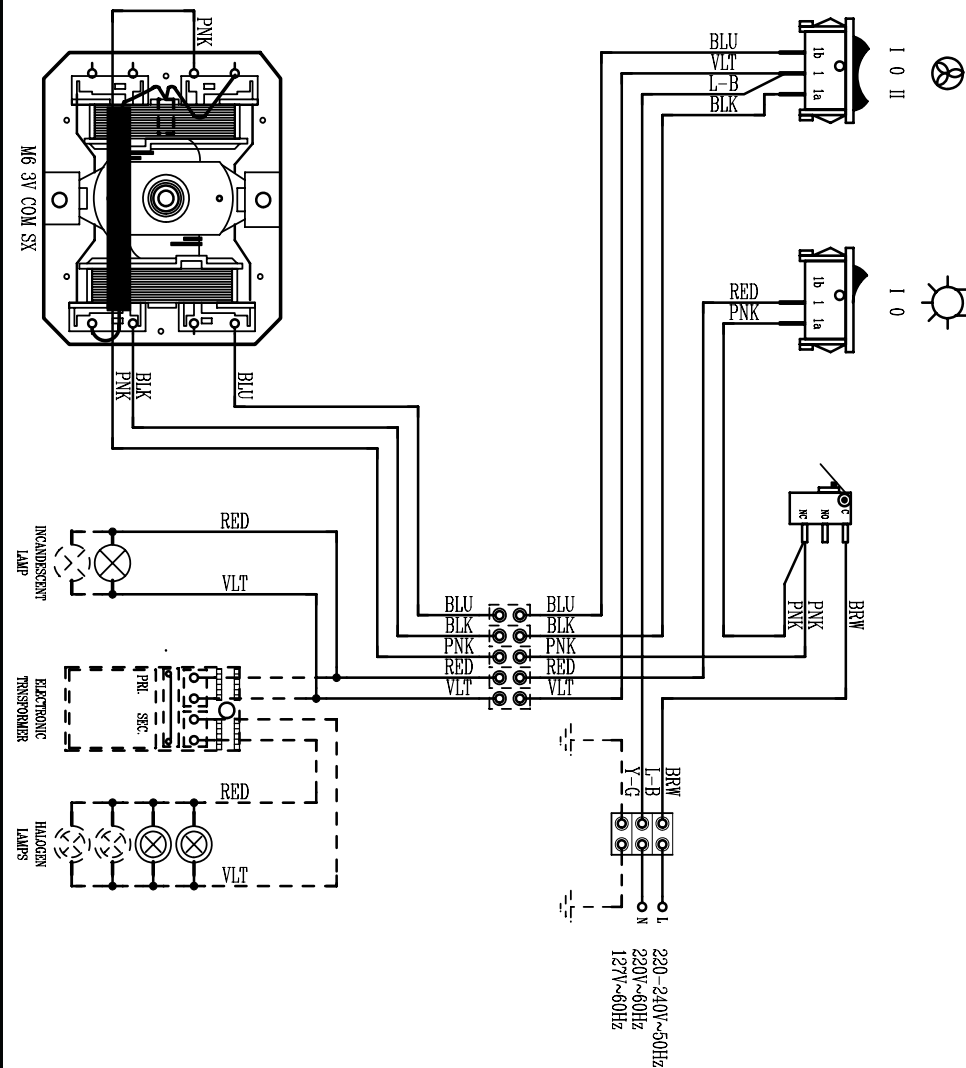 PNK
M6 3V COM SX
BLU
VLT
L-B
BLK
1b
1
1a
I 0 II
RED
PNK
1b
1
1a
I 0
BLK
PNK
BLU
C
NO
NC
PNK
PNK
BRW
RED
VLT
INCANDESCENT
LAMP
BLU
BLK
PNK
RED
VLT
BLU
BLK
PNK
RED
VLT
PRI.
SEC.
ELECTRONIC
TRNSFORMER
BRW
L-B
Y-G
RED
VLT
HALOGEN
LAMPS
L
N
220-240V~50Hz
220V~60Hz
127V~60Hz